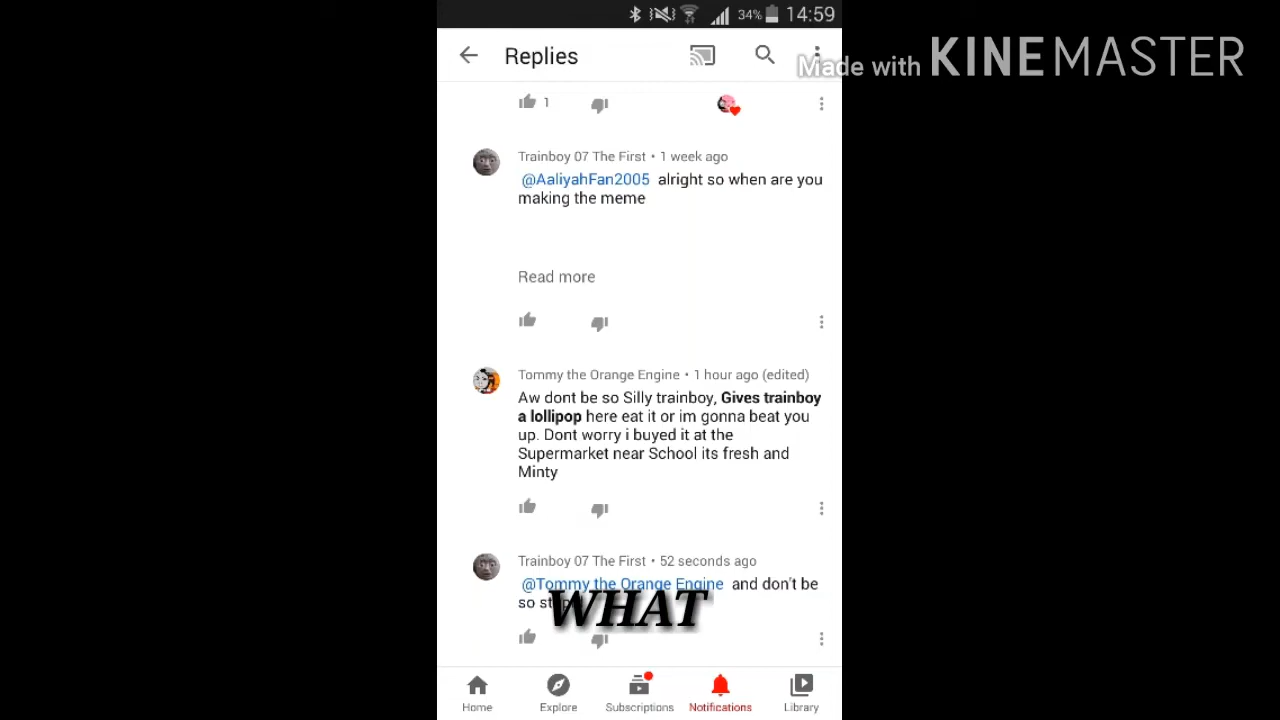 34% 14:59
Replies
Made with KINEMASTER
1
Trainboy 07 The First • 1 week ago
@AaliyahFan2005 alright so when are you
making the meme
Read more
Tommy the Orange Engine • 1 hour ago (edited)
Aw dont be so Silly trainboy, Gives trainboy
a lollipop here eat it or im gonna beat you
up. Dont worry i buyed it at the
Supermarket near School its fresh and
Minty
Trainboy 07 The First • 52 seconds ago
@Tommy the Orange Engine and don't be
so
WHAT
Home Explore Subscriptions Notifications Library